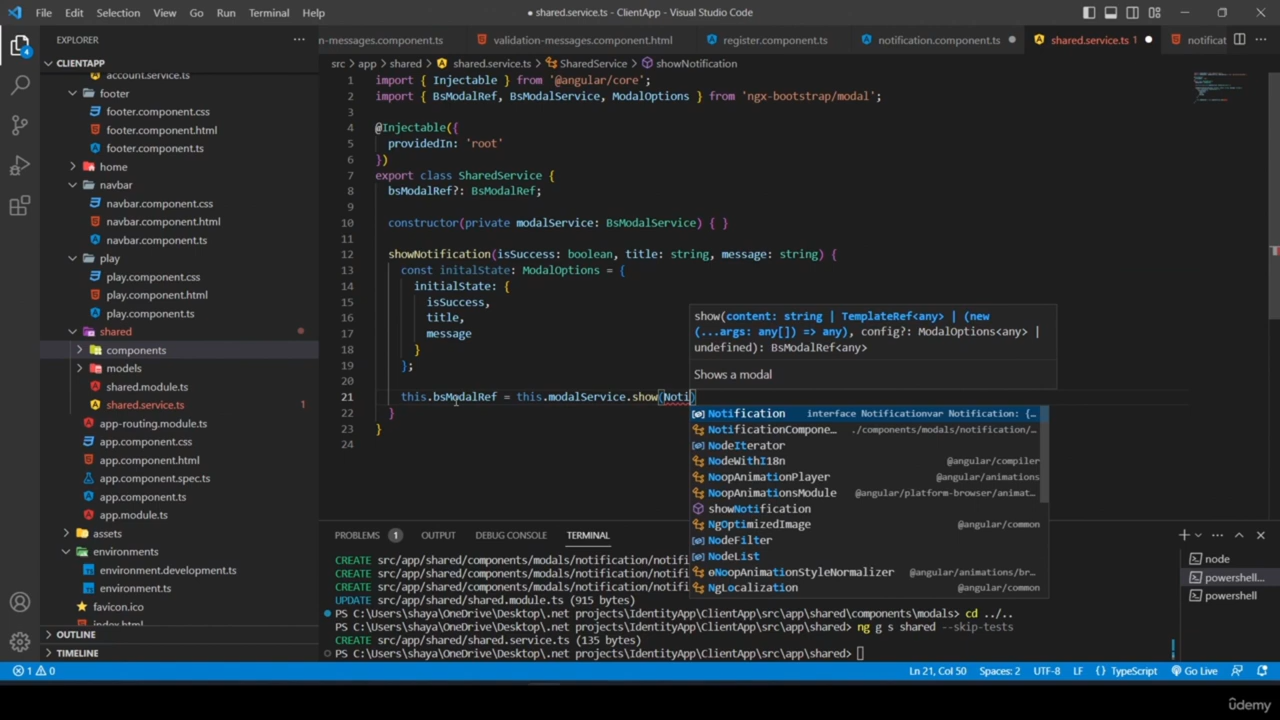 File Edit Selection View Go Run Terminal Help
● shared.service.ts - ClientApp - Visual Studio Code
EXPLORER
CLIENTAPP
account.service.ts
footer
footer.component.css
footer.component.html
footer.component.ts
home
navbar
navbar.component.css
navbar.component.html
navbar.component.ts
play
play.component.css
play.component.html
play.component.ts
shared
components
models
shared.module.ts
shared.service.ts 1
app-routing.module.ts
app.component.css
app.component.html
app.component.spec.ts
app.component.ts
app.module.ts
assets
environments
environment.development.ts
environment.ts
favicon.ico
index.html
OUTLINE
TIMELINE
4
n-messages.component.ts validation-messages.component.html register.component.ts notification.component.ts ● shared.service.ts 1 ● notificat
src > app > shared > shared.service.ts > SharedService > showNotification
1 import { Injectable } from '@angular/core';
2 import { BsModalRef, BsModalService, ModalOptions } from 'ngx-bootstrap/modal';
3
4 @Injectable({
5 providedIn: 'root'
6 })
7 export class SharedService {
8 bsModalRef?: BsModalRef;
9
10 constructor(private modalService: BsModalService) { }
11
12 showNotification(isSuccess: boolean, title: string, message: string) {
13 const initalState: ModalOptions = {
14 initialState: {
15 isSuccess,
16 title,
17 message
18 }
19 };
20
21 this.bsModalRef = this.modalService.show(Noti)
22 }
23 }
24
show(content: string | TemplateRef<any> | (new
(...args: any[]) => any), config?: ModalOptions<any> |
undefined): BsModalRef<any>
Shows a modal
Notification interface Notificationvar Notification: {…
NotificationCompone… ./components/modals/notification/…
NodeIterator
NodeWithI18n @angular/compiler
NoopAnimationPlayer @angular/animations
NoopAnimationsModule @angular/platform-browser/animat…
showNotification
NgOptimizedImage @angular/common
NodeFilter
NodeList
ɵNoopAnimationStyleNormalizer @angular/animations/br…
NgLocalization @angular/common
PROBLEMS 1 OUTPUT DEBUG CONSOLE TERMINAL
CREATE src/app/shared/components/modals/notification/notifi
CREATE src/app/shared/components/modals/notification/notifi
CREATE src/app/shared/components/modals/notification/notifi
UPDATE src/app/shared/shared.module.ts (915 bytes)
PS C:\Users\shaya\OneDrive\Desktop\.net projects\IdentityApp\ClientApp\src\app\shared\components\modals> cd ../..
PS C:\Users\shaya\OneDrive\Desktop\.net projects\IdentityApp\ClientApp\src\app\shared> ng g s shared --skip-tests
CREATE src/app/shared/shared.service.ts (135 bytes)
PS C:\Users\shaya\OneDrive\Desktop\.net projects\IdentityApp\ClientApp\src\app\shared>
node
powershell…
powershell
1 0
Ln 21, Col 50 Spaces: 2 UTF-8 LF {} TypeScript Go Live
ûdemy